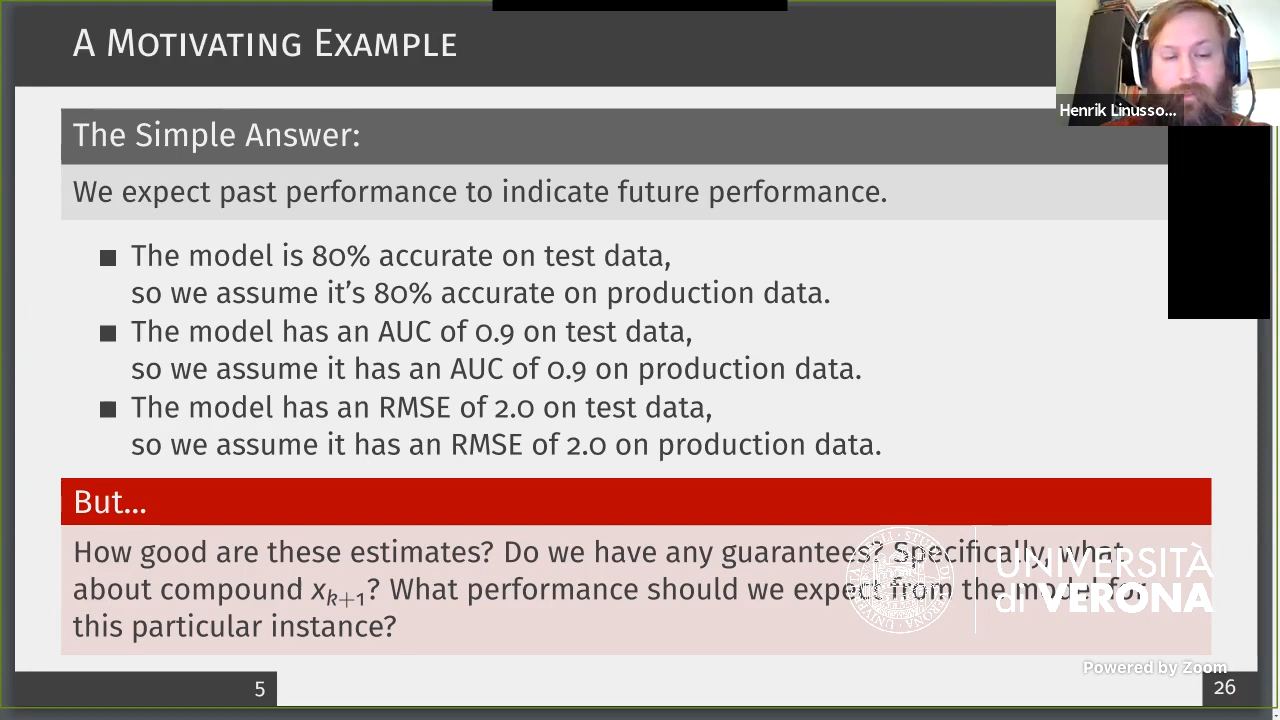 A Motivating Example
Henrik Linusso...
The Simple Answer:
We expect past performance to indicate future performance.
■ The model is 80% accurate on test data,
so we assume it's 80% accurate on production data.
■ The model has an AUC of 0.9 on test data,
so we assume it has an AUC of 0.9 on production data.
■ The model has an RMSE of 2.0 on test data,
so we assume it has an RMSE of 2.0 on production data.
But...
How good are these estimates? Do we have any guarantees? Specifically, what
about compound xₖ₊₁? What performance should we expect from the model for
this particular instance?
UNIVERSITÀ
di VERONA
Powered by Zoom
5
26